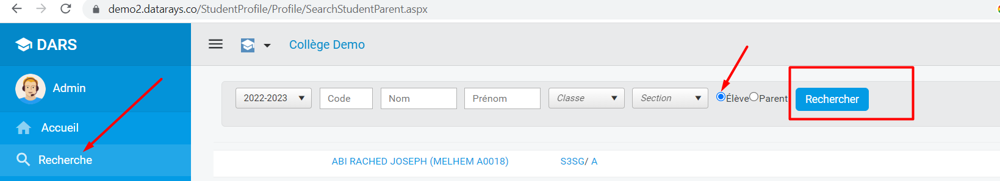 demo2.datarays.co/StudentProfile/Profile/SearchStudentParent.aspx
DARS
Collège Demo
Admin
2022-2023 Code Nom Prénom Classe Section Élève Parent Rechercher
Accueil
Recherche
ABI RACHED JOSEPH (MELHEM A0018) S3SG/ A